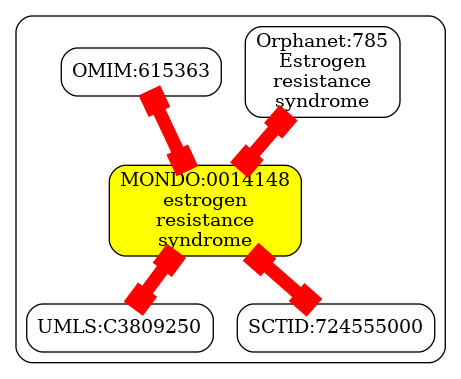 OMIM:615363
Orphanet:785
Estrogen
resistance
syndrome
MONDO:0014148
estrogen
resistance
syndrome
UMLS:C3809250
SCTID:724555000